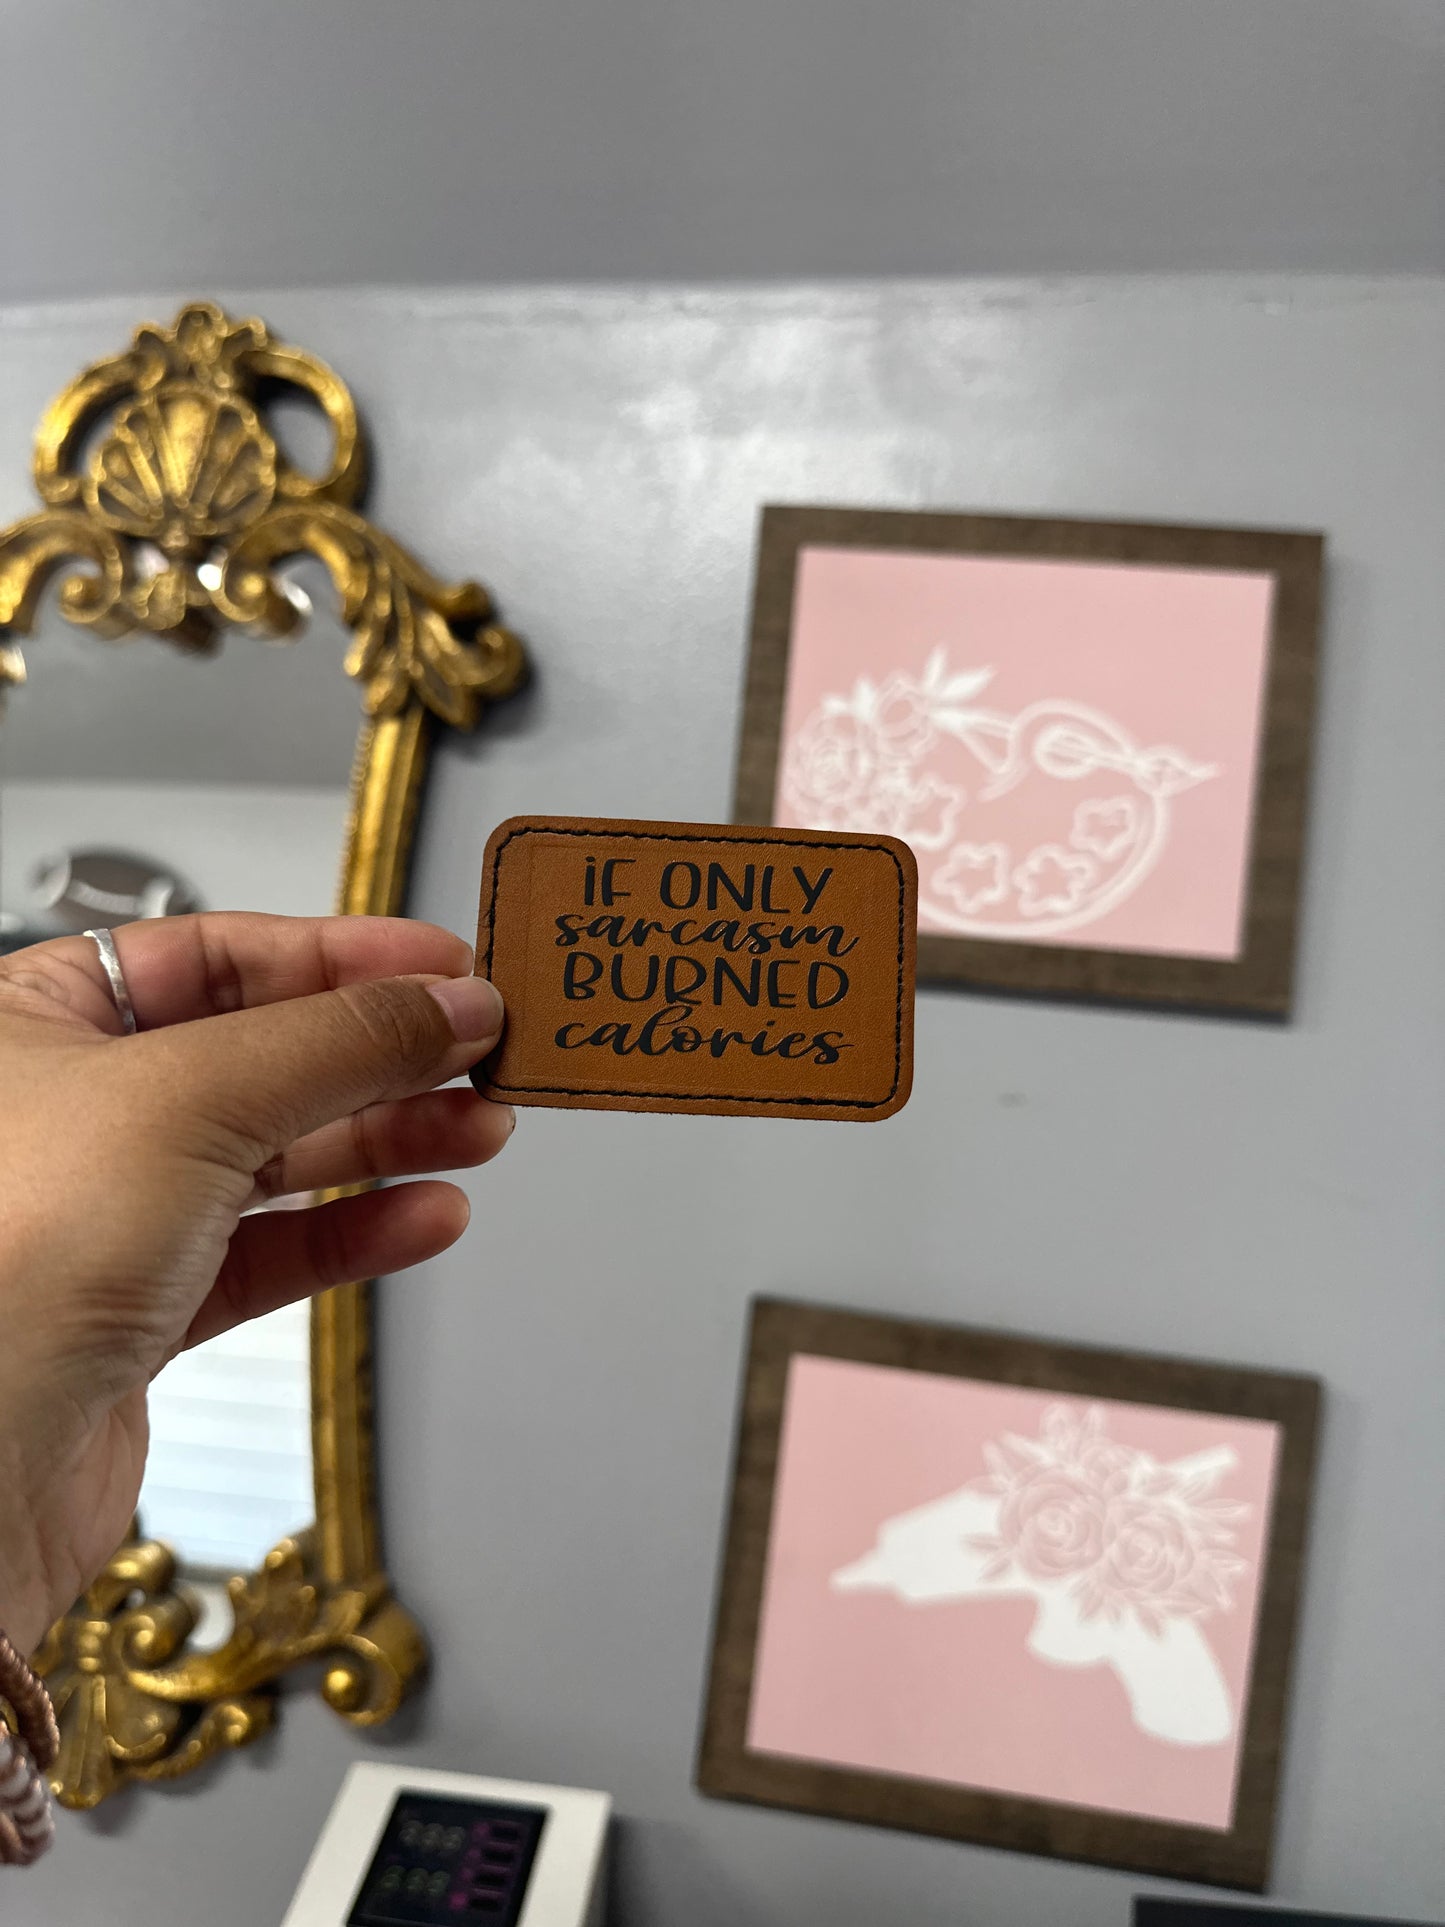 iF ONLY
sarcasm
BURNED
calories